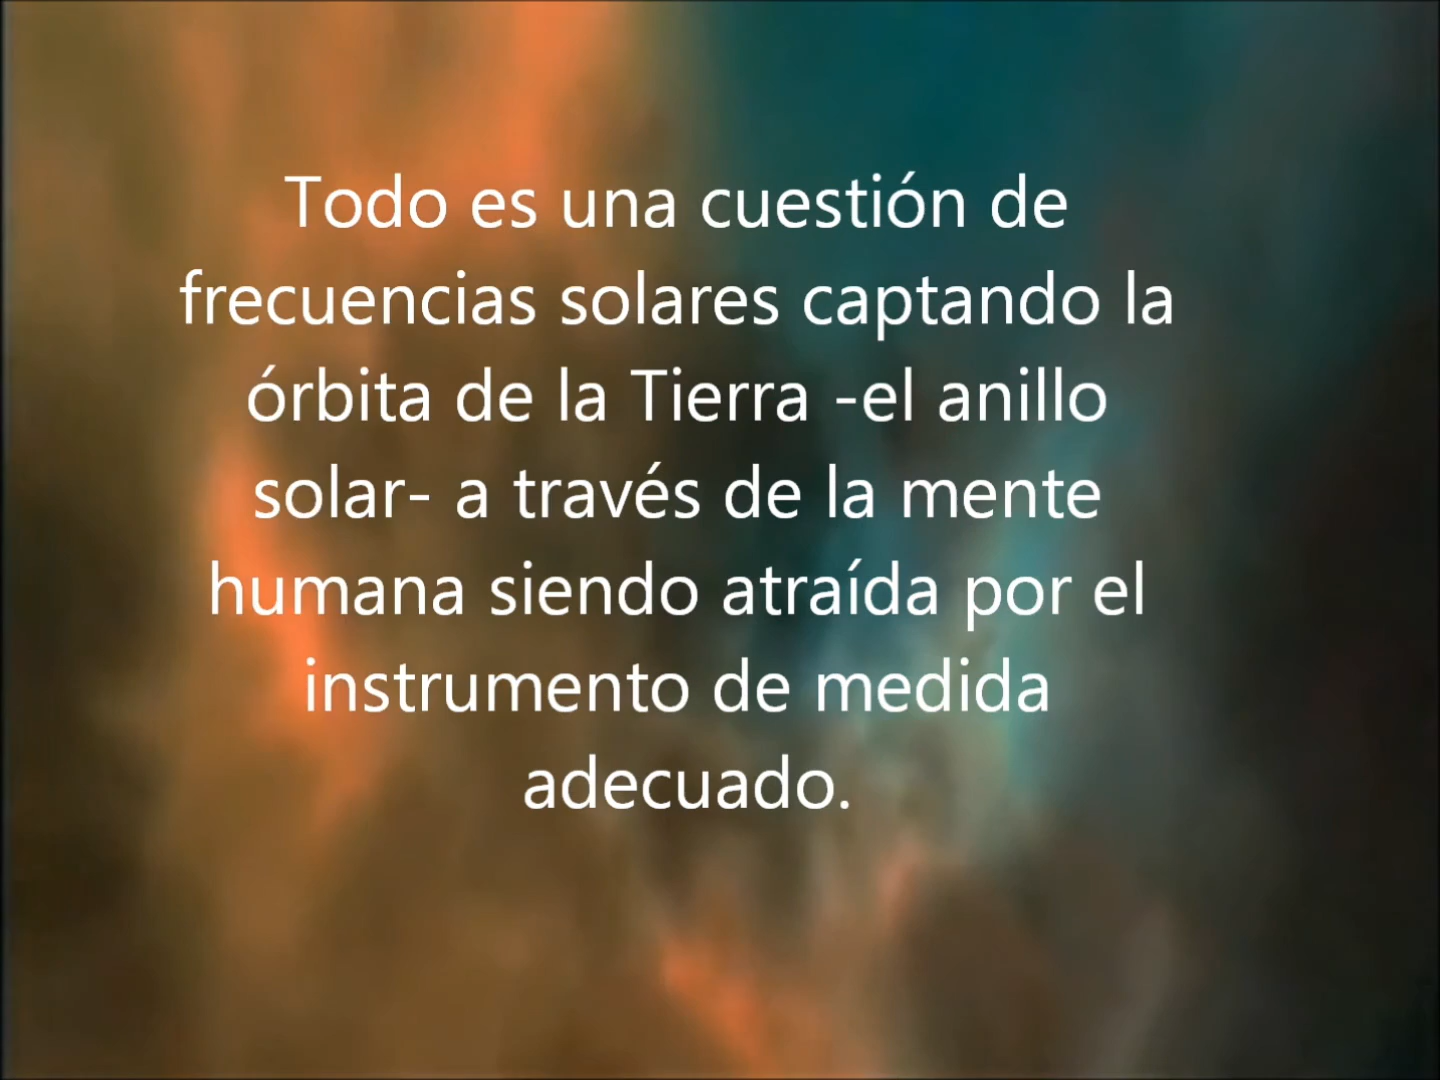 Todo es una cuestión de
frecuencias solares captando la
órbita de la Tierra -el anillo
solar- a través de la mente
humana siendo atraída por el
instrumento de medida
adecuado.